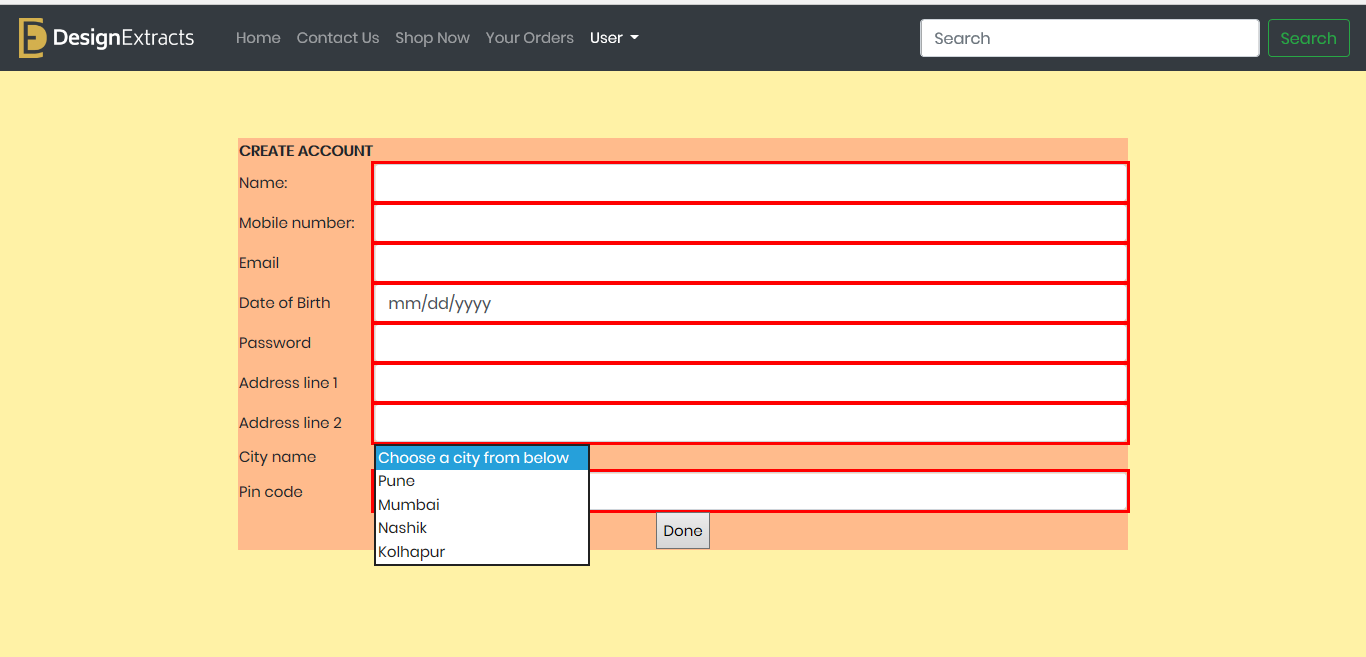 DesignExtracts Home Contact Us Shop Now Your Orders User Search Search
CREATE ACCOUNT
Name:
Mobile number:
Email
Date of Birth mm/dd/yyyy
Password
Address line 1
Address line 2
City name Choose a city from below
Pune
Pin code
Mumbai
Nashik
Done
Kolhapur